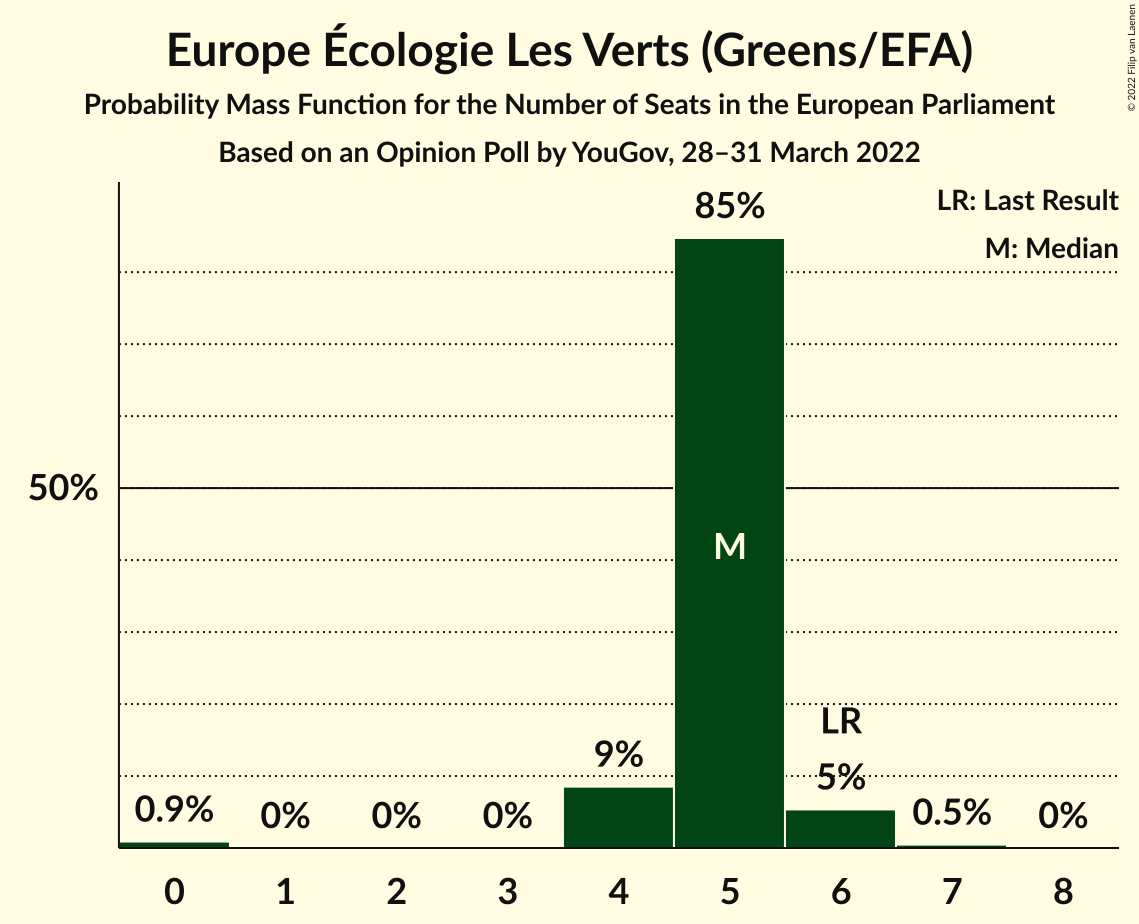 Europe Écologie Les Verts (Greens/EFA)
Probability Mass Function for the Number of Seats in the European Parliament
Based on an Opinion Poll by YouGov, 28–31 March 2022
© 2022 Filip van Laenen
LR: Last Result
M: Median
85%
50%
M
LR
9%
5%
0.9%
0%
0%
0%
0.5%
0%
0 1 2 3 4 5 6 7 8